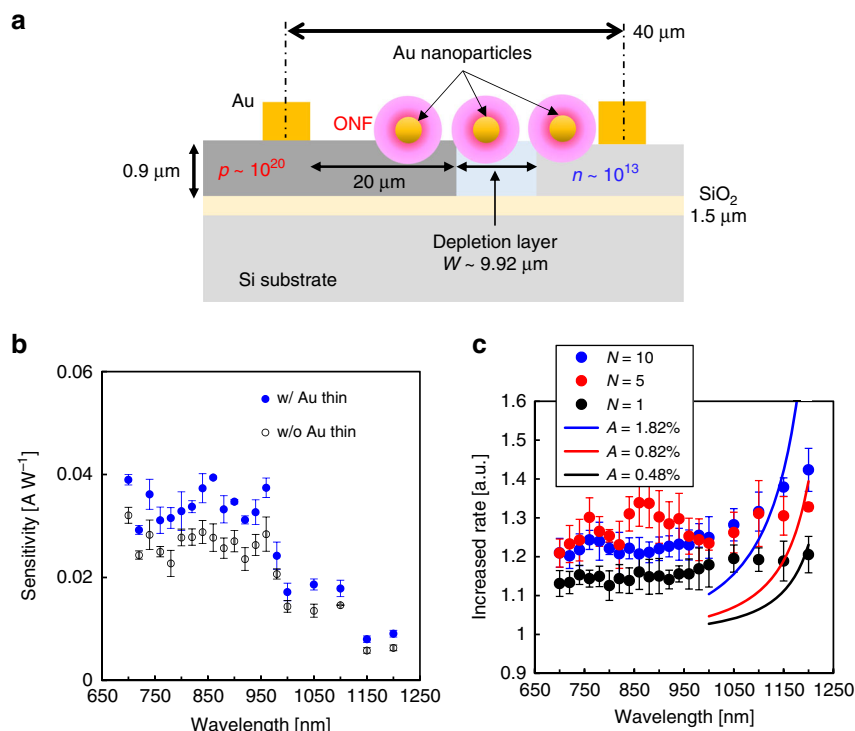 a
40 μm
Au nanoparticles
Au
ONF
0.9 μm
p ~ 10²⁰
20 μm
n ~ 10¹³
SiO₂
1.5 μm
Depletion layer
W ~ 9.92 μm
Si substrate
b
Sensitivity [A W⁻¹]
0.06
0.04
0.02
0
w/ Au thin
w/o Au thin
650 750 850 950 1050 1150 1250
Wavelength [nm]
c
N = 10
N = 5
N = 1
A = 1.82%
A = 0.82%
A = 0.48%
Increased rate [a.u.]
1.6
1.5
1.4
1.3
1.2
1.1
1
0.9
650 750 850 950 1050 1150 1250
Wavelength [nm]